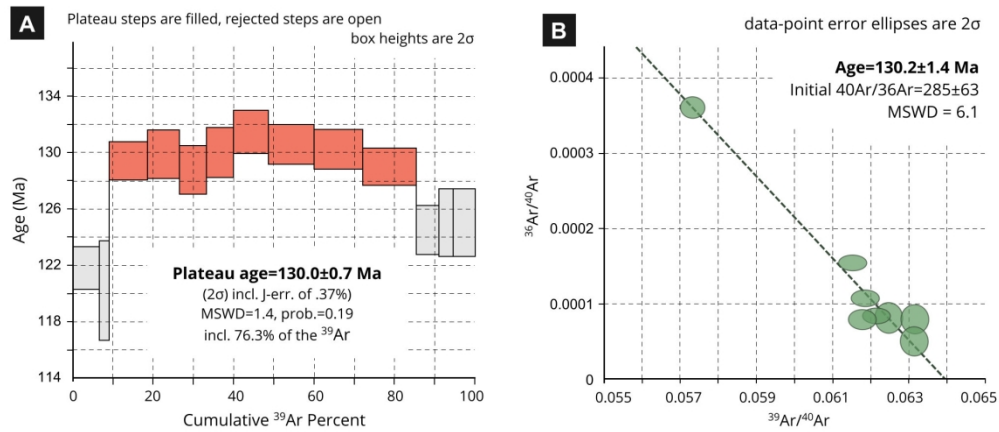 A
Plateau steps are filled, rejected steps are open
box heights are 2σ
134
130
126
122
118
114
Age (Ma)
Plateau age=130.0±0.7 Ma
(2σ) incl. J-err. of .37%)
MSWD=1.4, prob.=0.19
incl. 76.3% of the ³⁹Ar
0 20 40 60 80 100
Cumulative ³⁹Ar Percent
B
data-point error ellipses are 2σ
Age=130.2±1.4 Ma
Initial 40Ar/36Ar=285±63
MSWD = 6.1
0.0004
0.0003
0.0002
0.0001
0
³⁶Ar/⁴⁰Ar
0.055 0.057 0.059 0.061 0.063 0.065
³⁹Ar/⁴⁰Ar